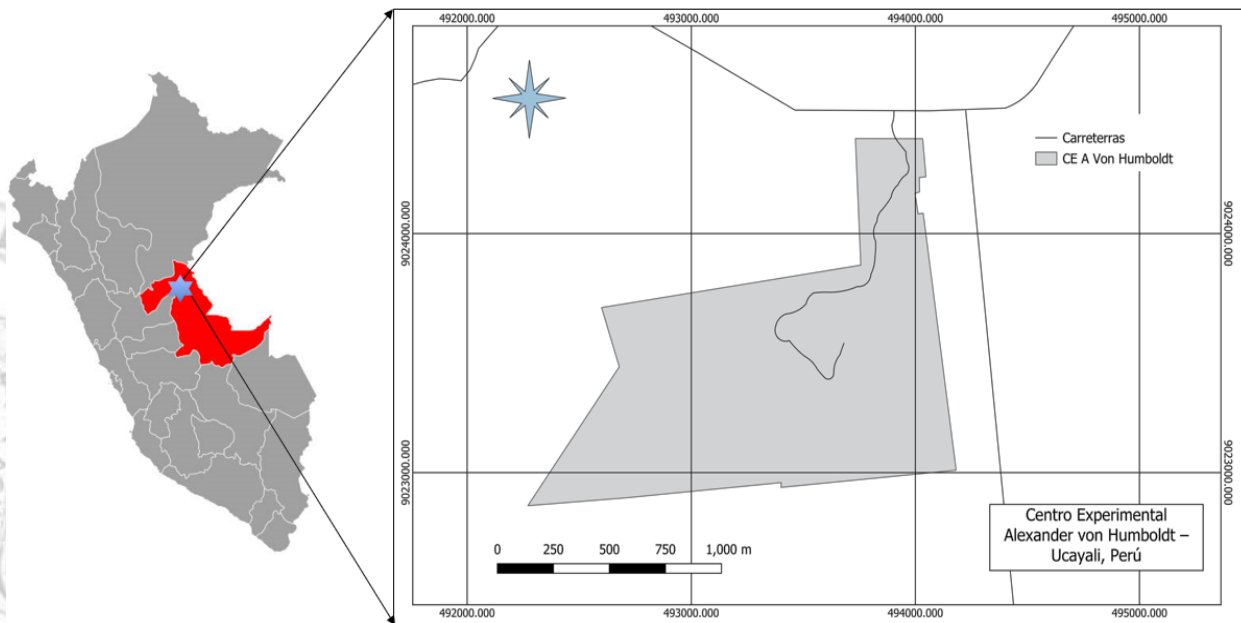 492000.000
493000.000
494000.000
495000.000
Carreterras
CE A Von Humboldt
9024000.000
9024000.000
9023000.000
9023000.000
Centro Experimental
Alexander von Humboldt –
Ucayali, Perú
0 250 500 750 1,000 m
492000.000
493000.000
494000.000
495000.000